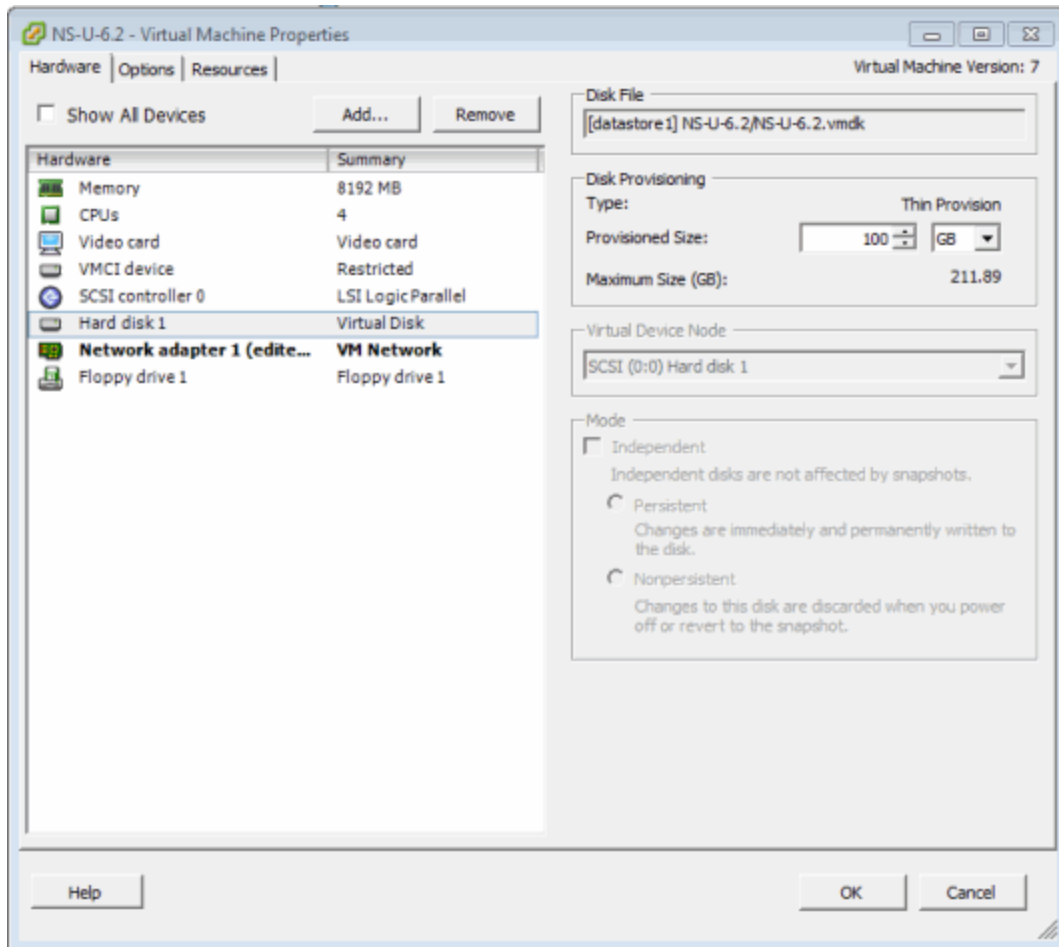 NS-U-6.2 - Virtual Machine Properties
Hardware Options Resources Virtual Machine Version: 7
Show All Devices Add... Remove
Hardware Summary
Memory 8192 MB
CPUs 4
Video card Video card
VMCI device Restricted
SCSI controller 0 LSI Logic Parallel
Hard disk 1 Virtual Disk
Network adapter 1 (edite... VM Network
Floppy drive 1 Floppy drive 1
Disk File
[datastore1] NS-U-6.2/NS-U-6.2.vmdk
Disk Provisioning
Type: Thin Provision
Provisioned Size: 100 GB
Maximum Size (GB): 211.89
Virtual Device Node
SCSI (0:0) Hard disk 1
Mode
Independent
Independent disks are not affected by snapshots.
Persistent
Changes are immediately and permanently written to
the disk.
Nonpersistent
Changes to this disk are discarded when you power
off or revert to the snapshot.
Help OK Cancel